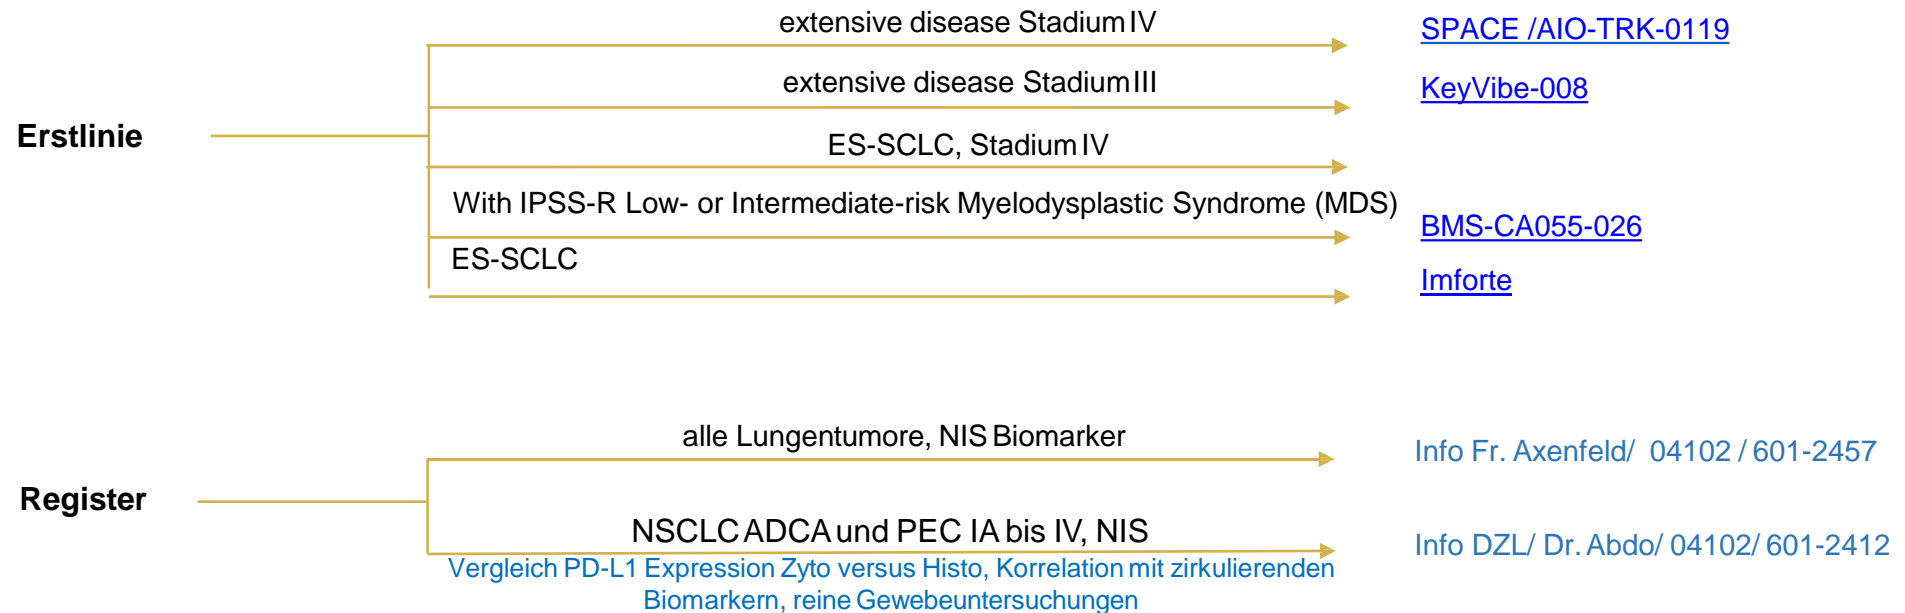 extensive disease Stadium IV
SPACE /AIO-TRK-0119
extensive disease Stadium III
KeyVibe-008
Erstlinie
ES-SCLC, Stadium IV
With IPSS-R Low- or Intermediate-risk Myelodysplastic Syndrome (MDS)
BMS-CA055-026
ES-SCLC
Imforte
alle Lungentumore, NIS Biomarker
Info Fr. Axenfeld/ 04102 / 601-2457
Register
NSCLC ADCA und PEC IA bis IV, NIS
Info DZL/ Dr. Abdo/ 04102/ 601-2412
Vergleich PD-L1 Expression Zyto versus Histo, Korrelation mit zirkulierenden
Biomarkern, reine Gewebeuntersuchungen